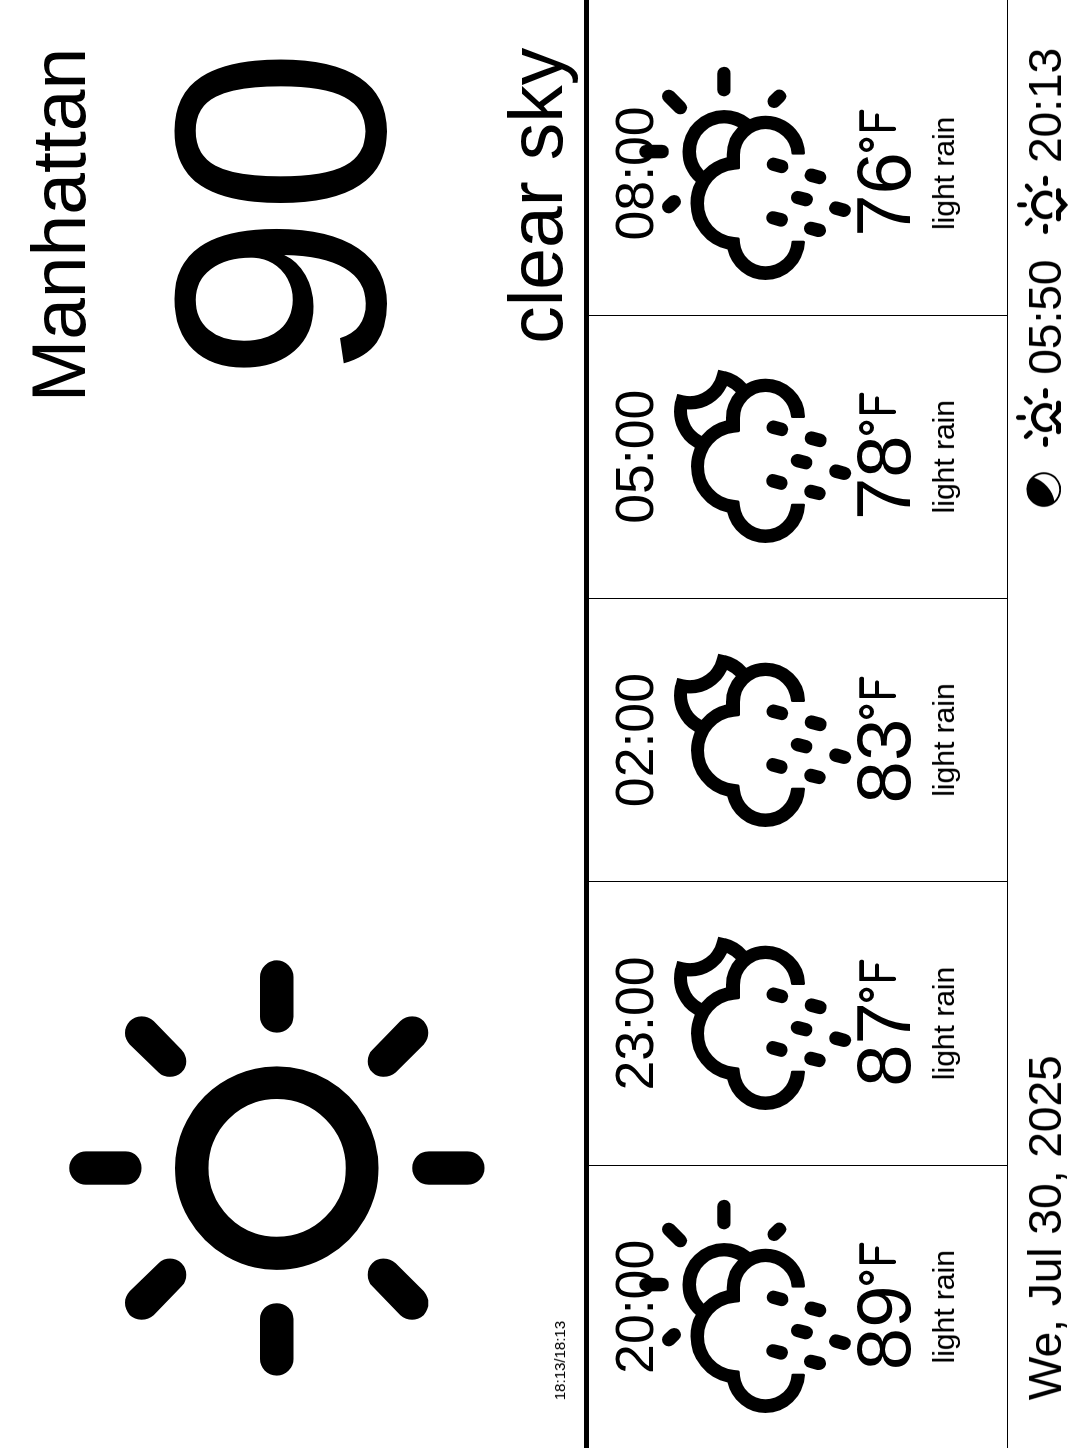 Manhattan
90
clear sky
18:13/18:13
20:00
89°F
light rain
23:00
87°F
light rain
02:00
83°F
light rain
05:00
78°F
light rain
08:00
76°F
light rain
We, Jul 30, 2025
05:50
20:13